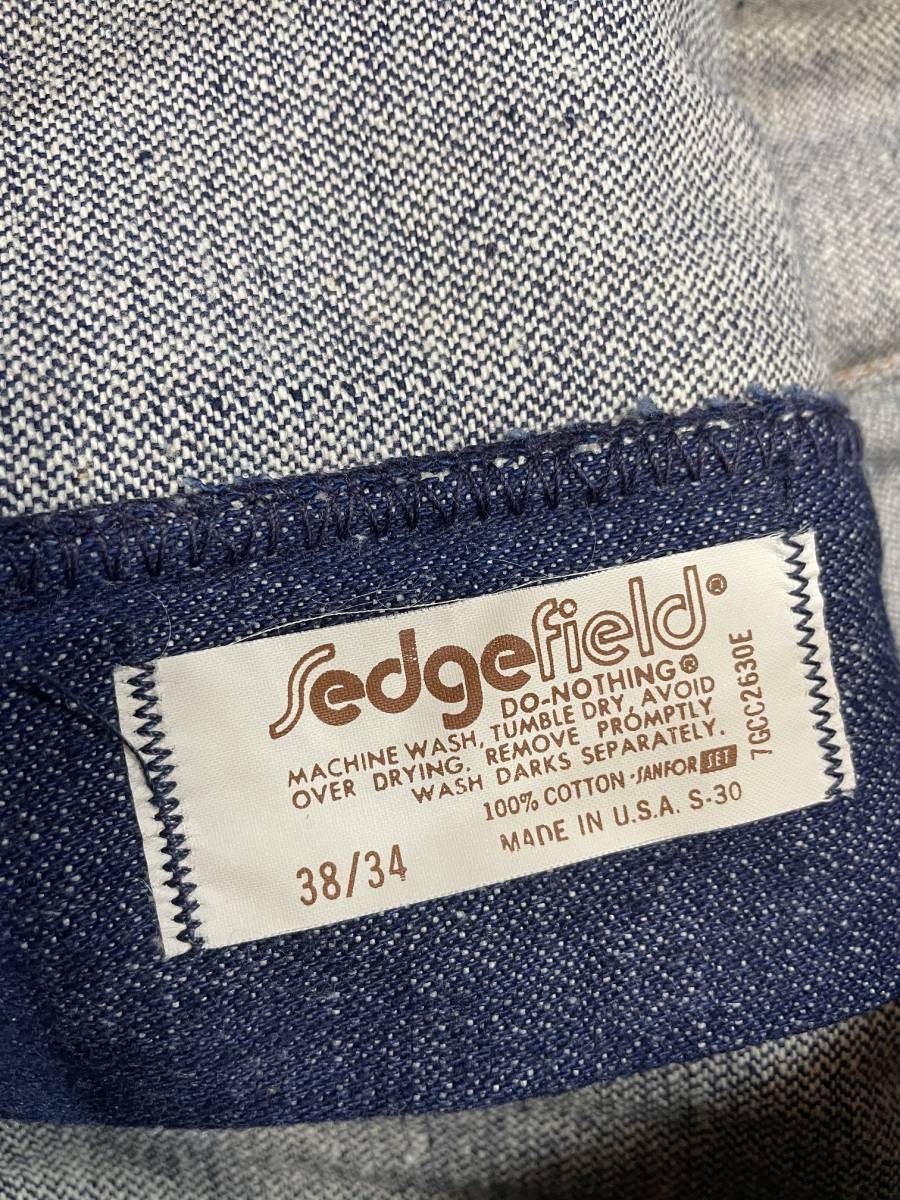 Sedgefield®
DO-NOTHING®
MACHINE WASH, TUMBLE DRY, AVOID
OVER DRYING. REMOVE PROMPTLY
WASH DARKS SEPARATELY.
100% COTTON • SANFOR SET
MADE IN U.S.A. S-30
38/34
7GCC2630E